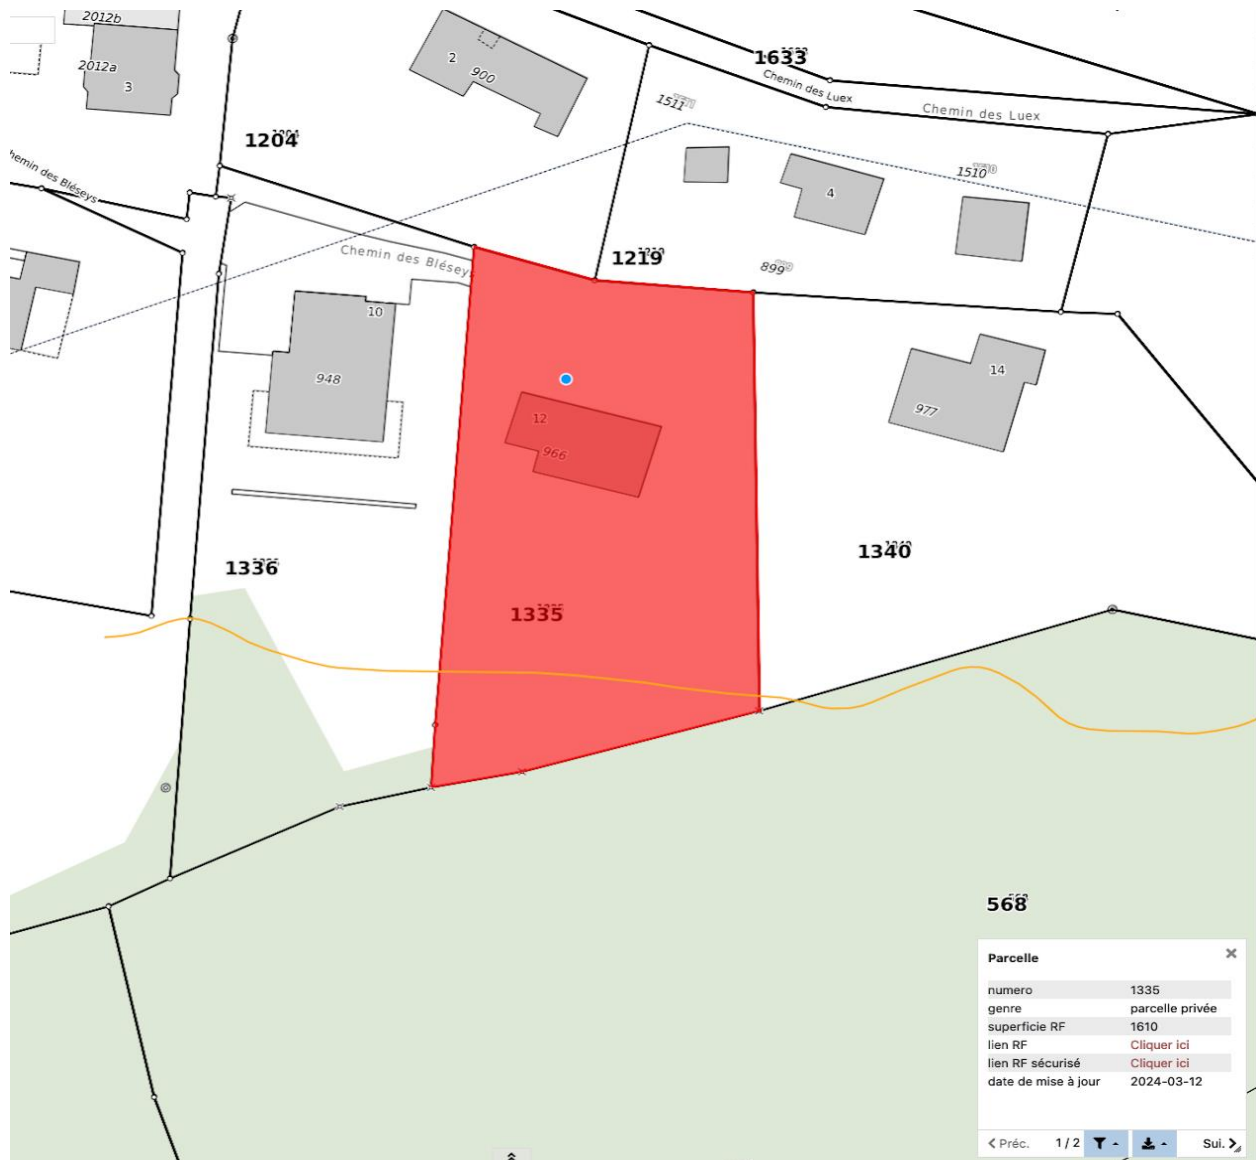 2012b
2012a
3
2
900
1633
Chemin des Luex
Chemin des Luex
1511
1204
1510
4
hemin des Bléseys
1219
899
Chemin des Bléseys
10
948
14
977
12
966
1340
1336
1335
568
Parcelle
numero 1335
genre parcelle privée
superficie RF 1610
lien RF Cliquer ici
lien RF sécurisé Cliquer ici
date de mise à jour 2024-03-12
Préc. 1 / 2 Sui.